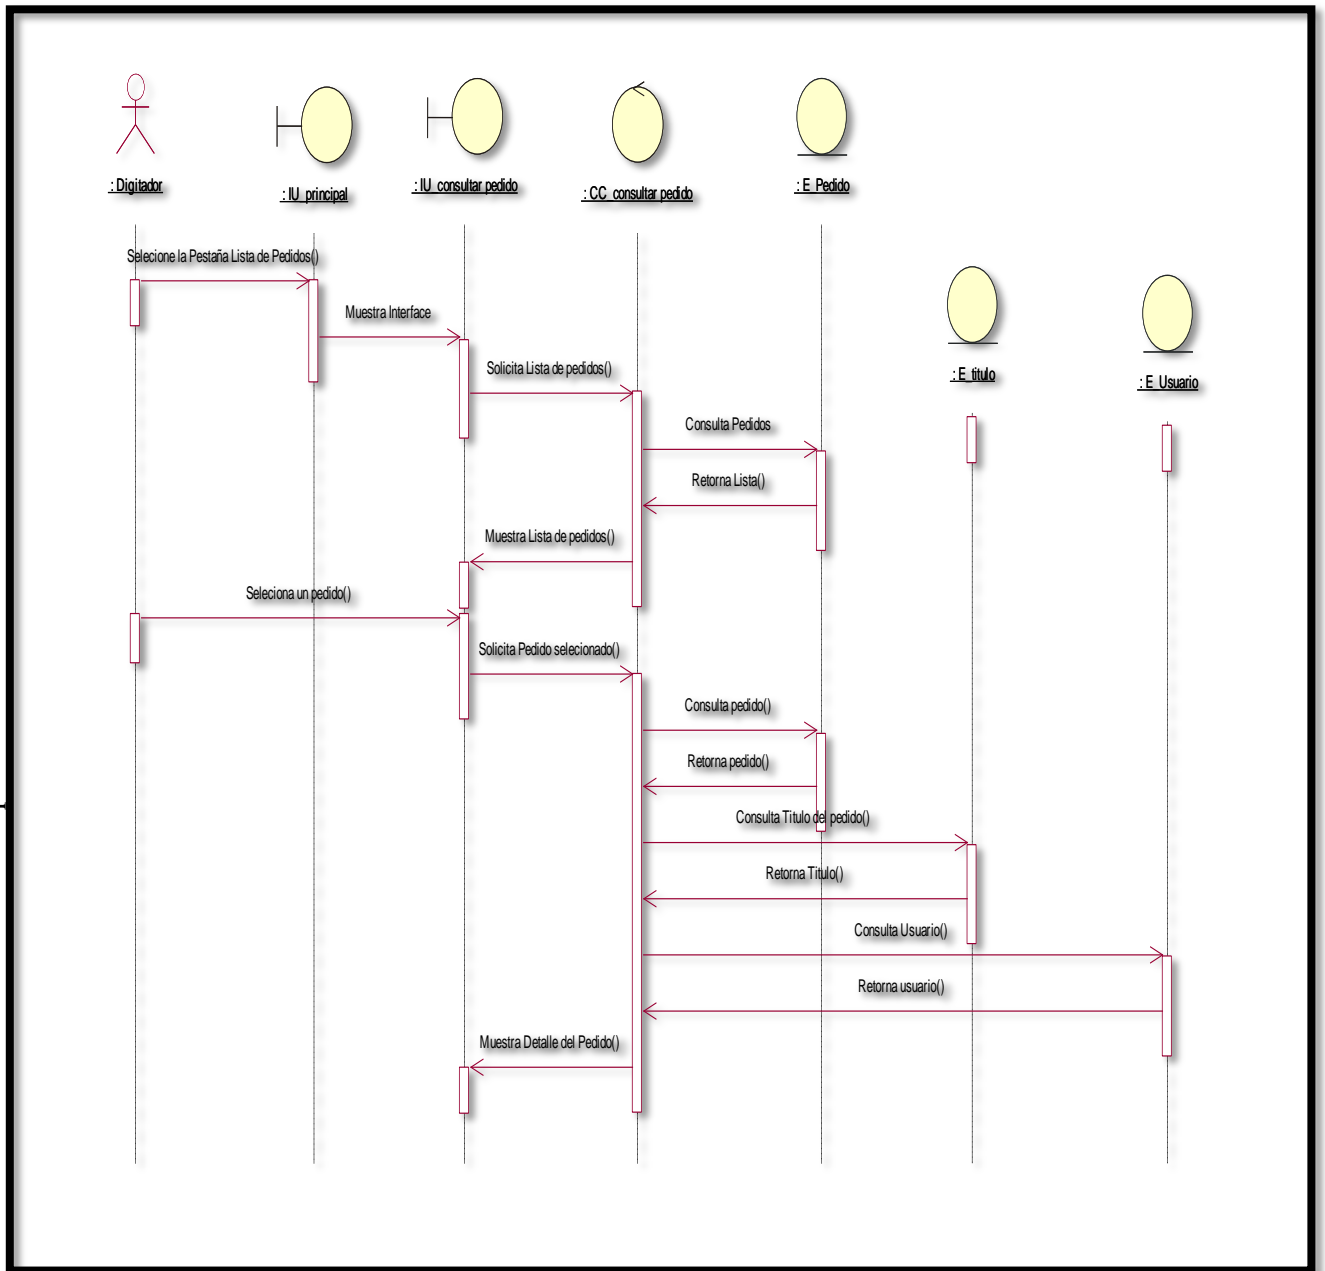 : Digitador
: IU_principal
: IU_consultar pedido
: CC_consultar pedido
: E_Pedido
: E_titulo
: E_Usuario
Selecione la Pestaña Lista de Pedidos()
Muestra Interface
Solicita Lista de pedidos()
Consulta Pedidos
Retorna Lista()
Muestra Lista de pedidos()
Seleciona un pedido()
Solicita Pedido selecionado()
Consulta pedido()
Retorna pedido()
Consulta Titulo del pedido()
Retorna Titulo()
Consulta Usuario()
Retorna usuario()
Muestra Detalle del Pedido()